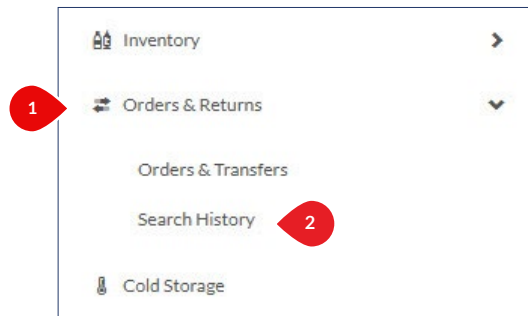 Inventory
1
Orders & Returns
Orders & Transfers
Search History
2
Cold Storage